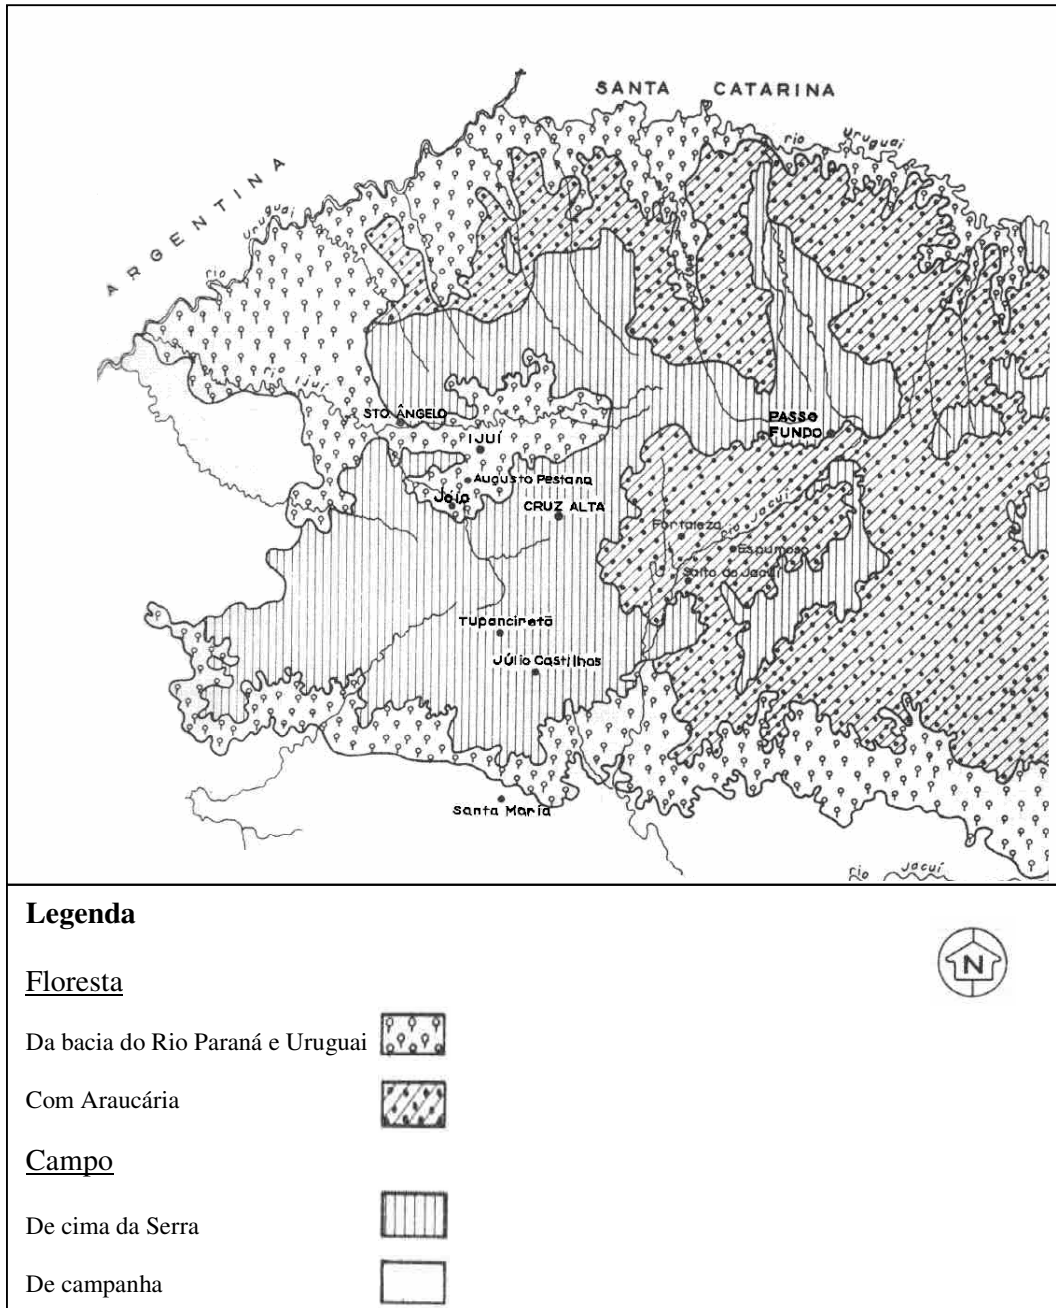 SANTA CATARINA
rio uruguai
ARGENTINA
rio uruguai
rio Ijuí
STO. ÂNGELO
IJUÍ
PASSO FUNDO
Augusto Pestana
Jóia
CRUZ ALTA
Fortaleza
rio Jacuí
Espumoso
Salto do Jacuí
Tupanciretã
Júlio Castilhos
Santa Maria
rio Jacuí
Legenda
N
Floresta
Da bacia do Rio Paraná e Uruguai
Com Araucária
Campo
De cima da Serra
De campanha